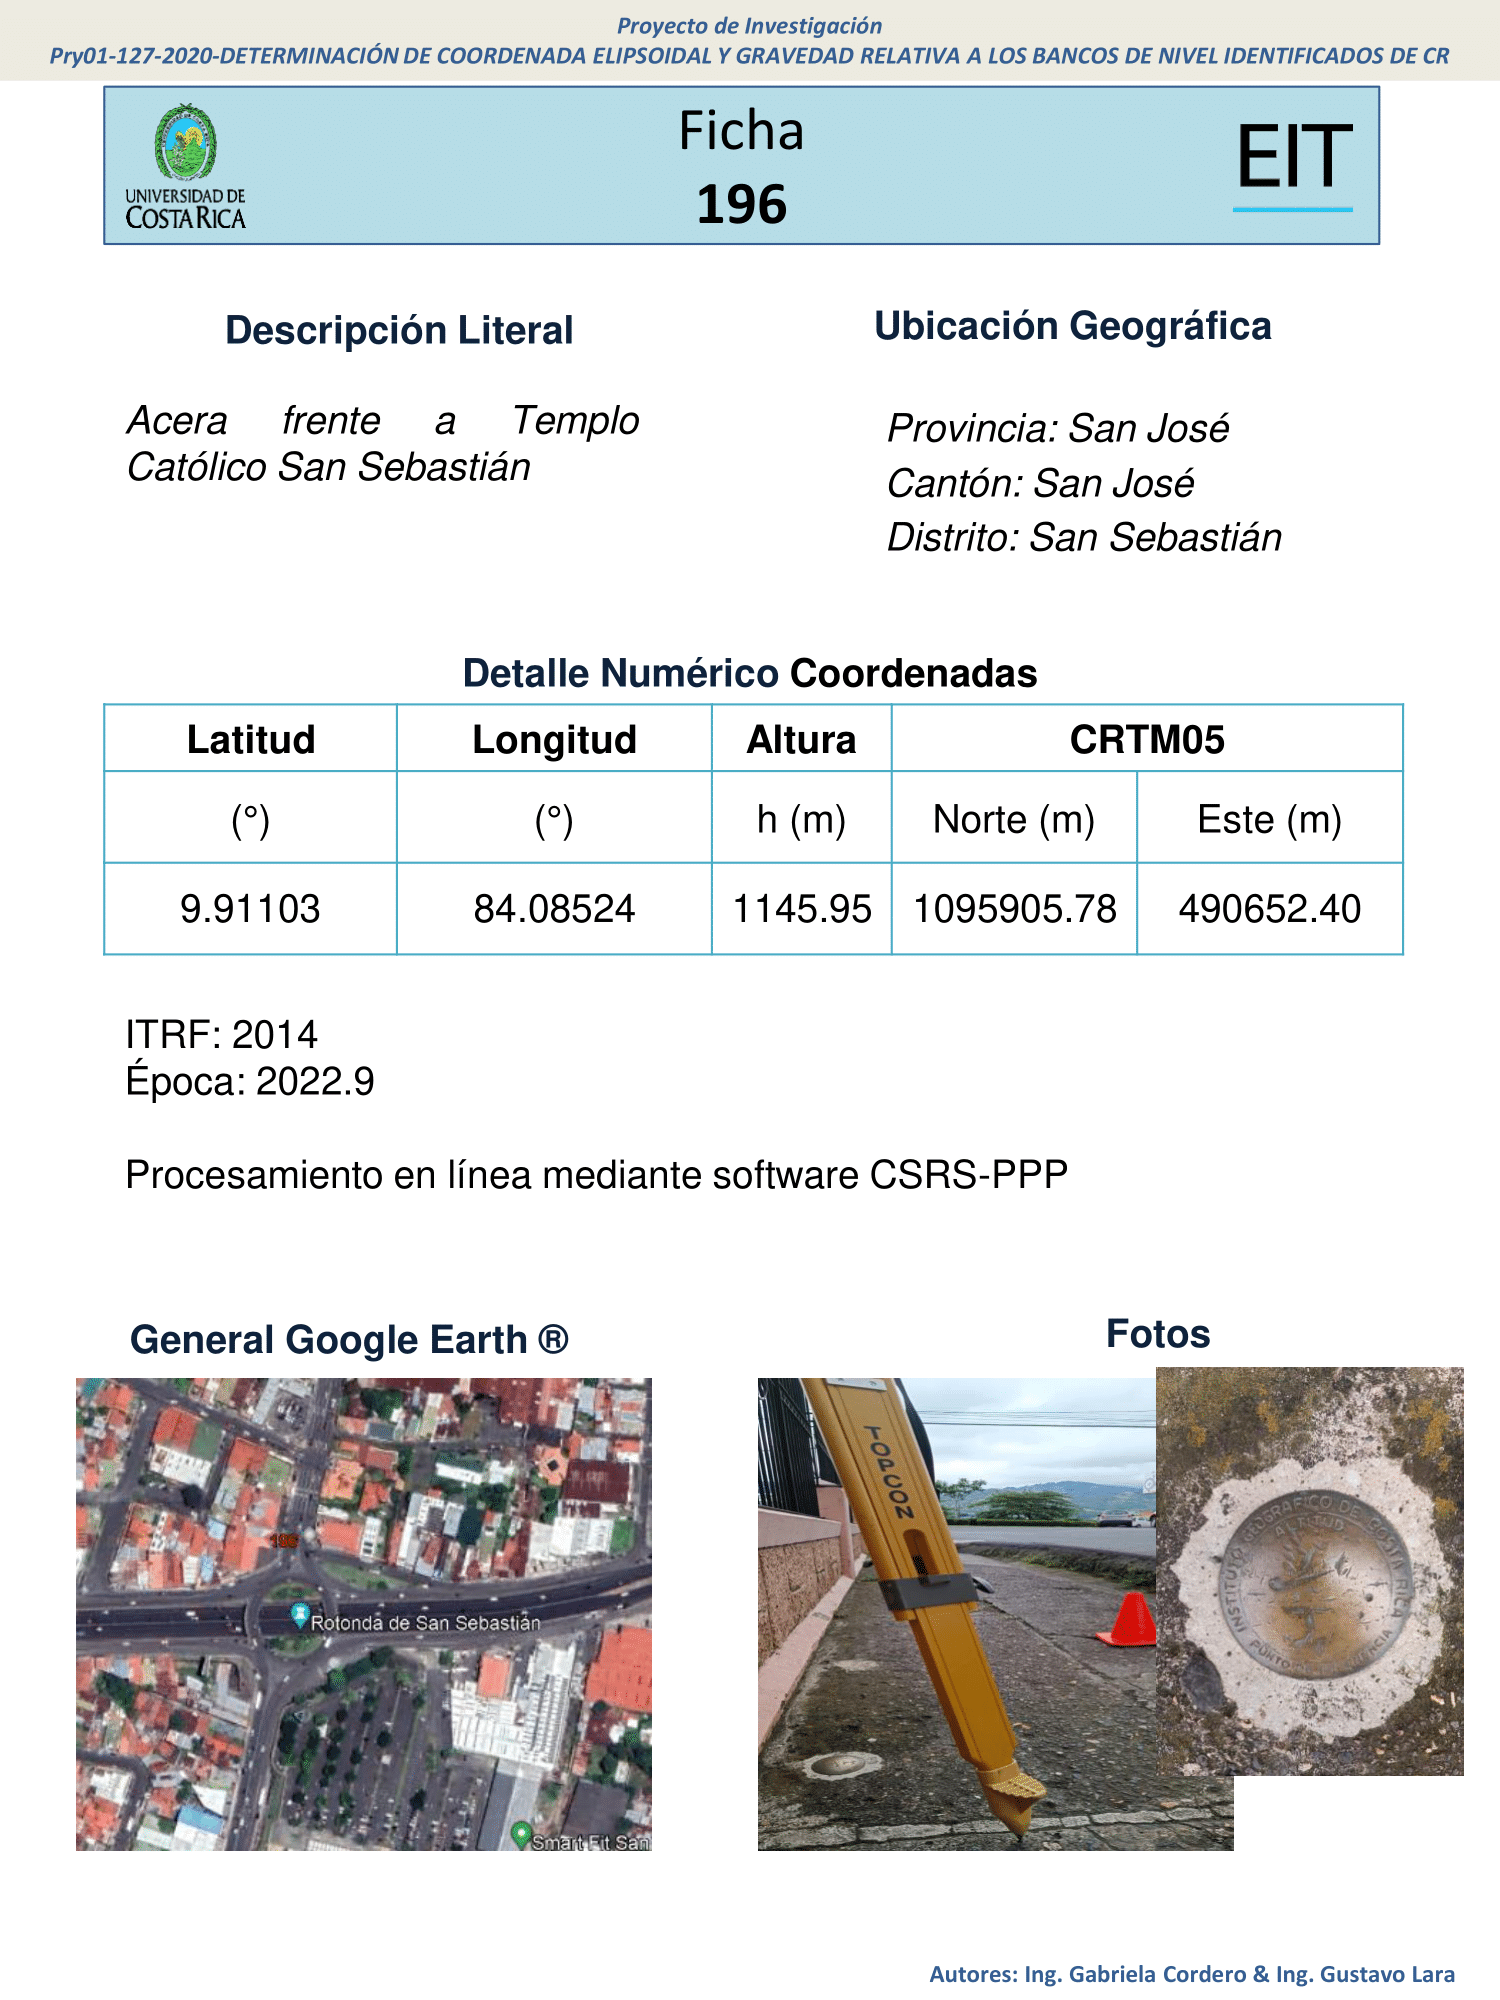 Proyecto de Investigación
Pry01-127-2020-DETERMINACIÓN DE COORDENADA ELIPSOIDAL Y GRAVEDAD RELATIVA A LOS BANCOS DE NIVEL IDENTIFICADOS DE CR
UNIVERSIDAD DE
COSTA RICA
Ficha
196
EIT
Descripción Literal
Acera frente a Templo
Católico San Sebastián
Ubicación Geográfica
Provincia: San José
Cantón: San José
Distrito: San Sebastián
Detalle Numérico Coordenadas
Latitud Longitud Altura CRTM05
(°) (°) h (m) Norte (m) Este (m)
9.91103 84.08524 1145.95 1095905.78 490652.40
ITRF: 2014
Época: 2022.9
Procesamiento en línea mediante software CSRS-PPP
General Google Earth ®
196
Rotonda de San Sebastián
Smart Fit San
Fotos
TOPCON
INSTITUTO GEOGRAFICO DE COSTA RICA
ALTITUD
Autores: Ing. Gabriela Cordero & Ing. Gustavo Lara